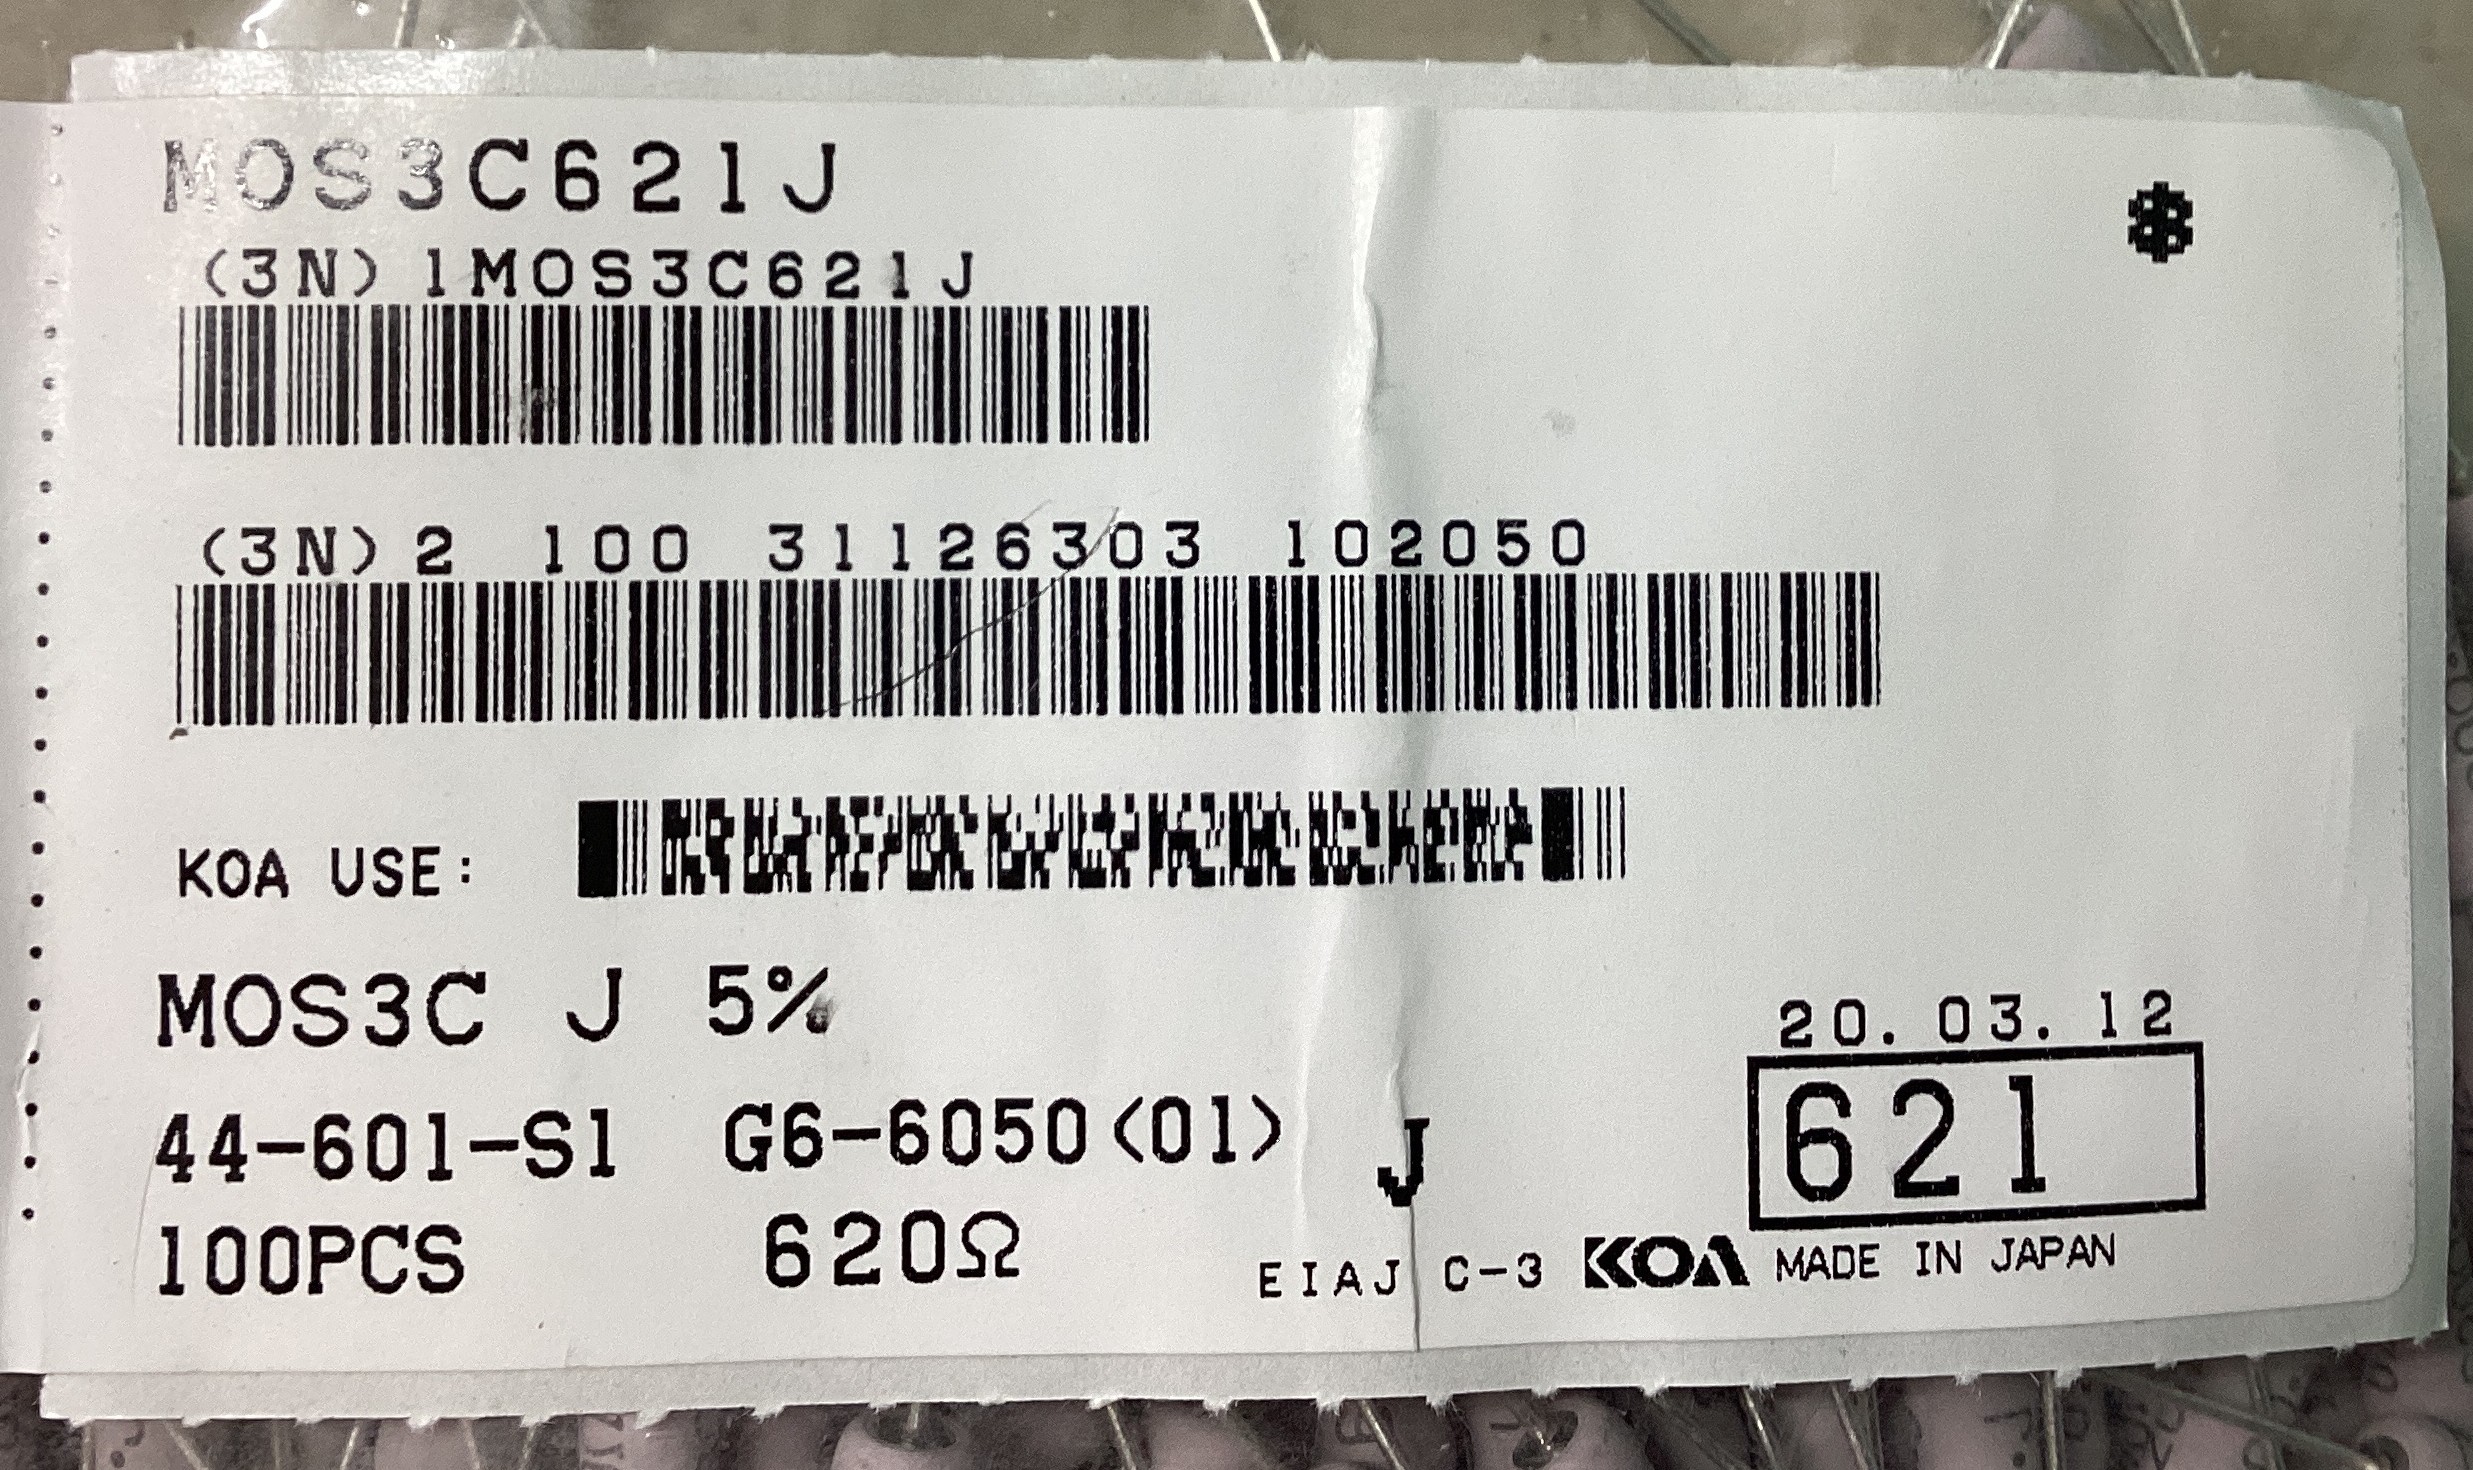 MOS3C621J
(3N) 1MOS3C621J
(3N) 2 100 31126303 102050
KOA USE:
MOS3C J 5%
20. 03. 12
44-601-S1 G6-6050<01> J
621
100PCS 620Ω
EIAJ C-3 KOA MADE IN JAPAN